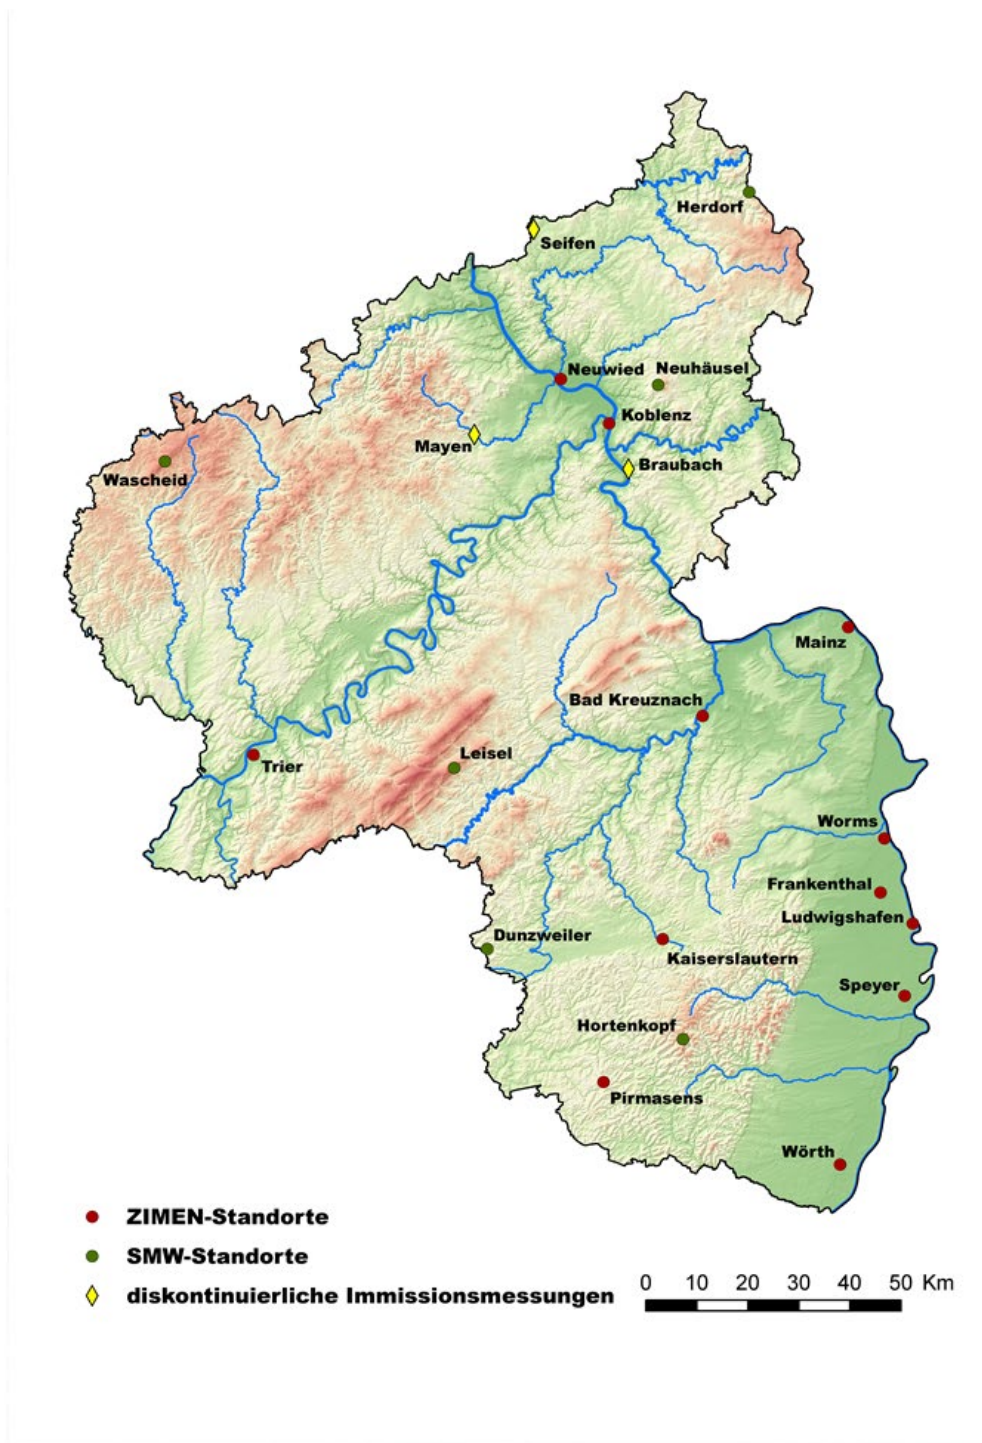 Herdorf
Seifen
Neuwied
Neuhäusel
Koblenz
Mayen
Braubach
Wascheid
Mainz
Bad Kreuznach
Leisel
Trier
Worms
Frankenthal
Ludwigshafen
Dunzweiler
Kaiserslautern
Speyer
Hortenkopf
Pirmasens
Wörth
ZIMEN-Standorte
SMW-Standorte
diskontinuierliche Immissionsmessungen
0 10 20 30 40 50 Km